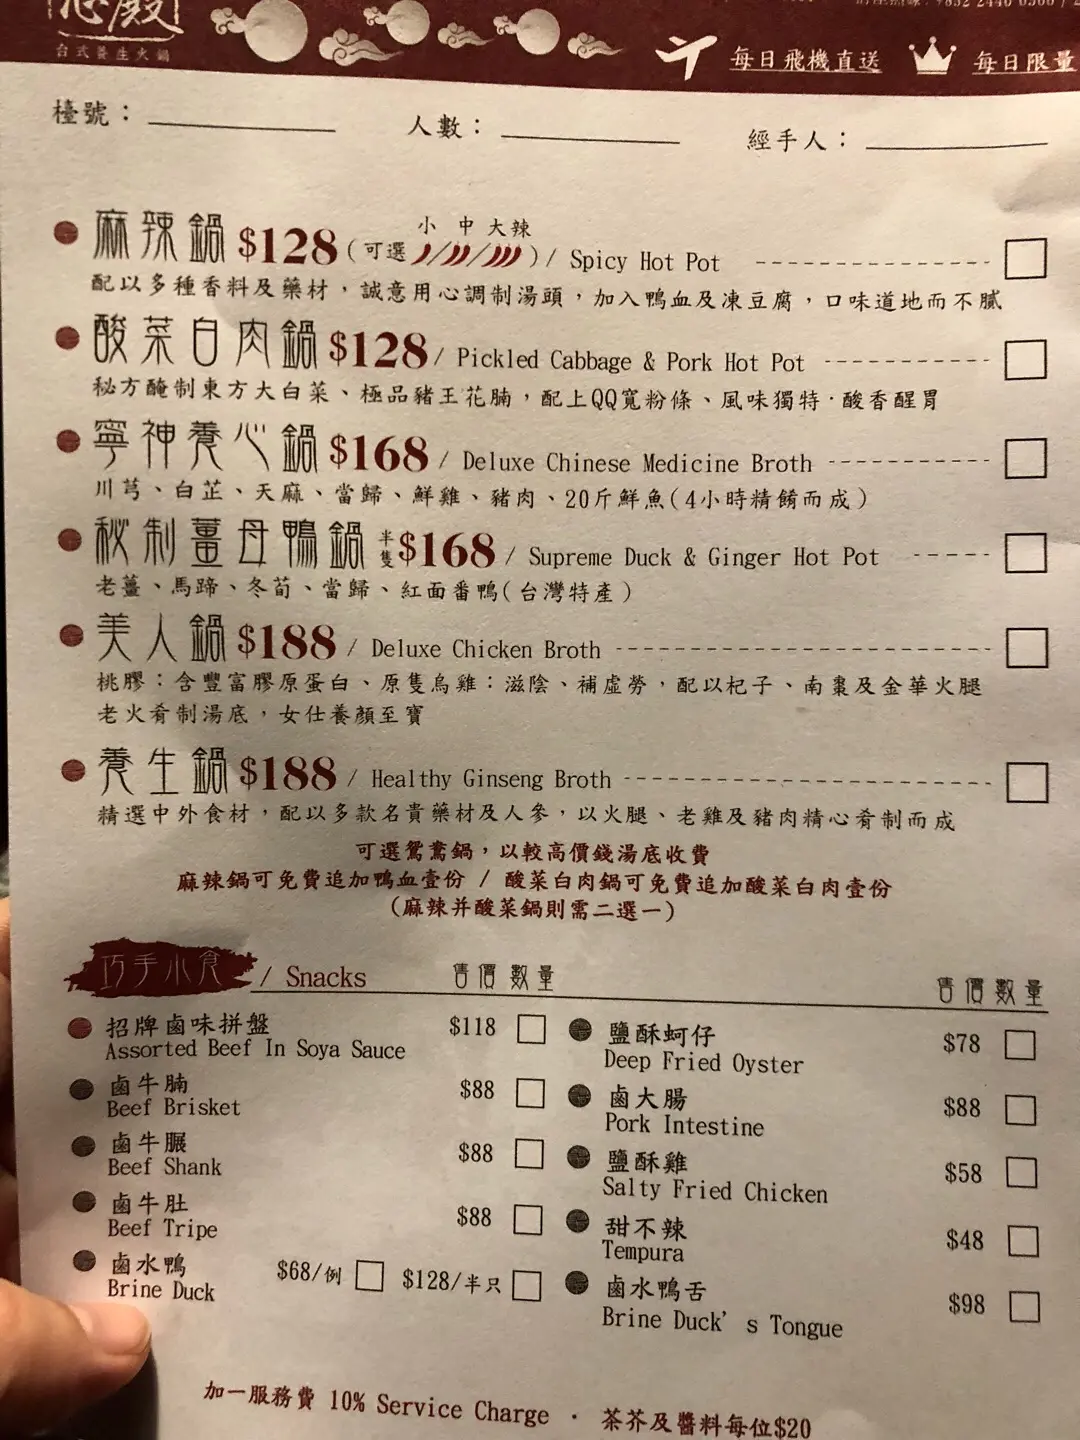 台式養生火鍋
每日飛機直送
每日限量
檯號：
人數：
經手人：
小 中 大辣
麻辣鍋 $128 (可選 ) / Spicy Hot Pot
配以多種香料及藥材，誠意用心調制湯頭，加入鴨血及凍豆腐，口味道地而不膩
酸菜白肉鍋 $128 / Pickled Cabbage & Pork Hot Pot
秘方醃制東方大白菜、極品豬王花腩，配上QQ寬粉條、風味獨特·酸香醒胃
寧神養心鍋 $168 / Deluxe Chinese Medicine Broth
川芎、白芷、天麻、當歸、鮮雞、豬肉、20斤鮮魚(4小時精餚而成)
秘制薑母鴨鍋 半隻 $168 / Supreme Duck & Ginger Hot Pot
老薑、馬蹄、冬荀、當歸、紅面番鴨(台灣特產)
美人鍋 $188 / Deluxe Chicken Broth
桃膠：含豐富膠原蛋白、原隻烏雞：滋陰、補虛勞，配以杞子、南棗及金華火腿
老火肴制湯底，女仕養顏至寶
養生鍋 $188 / Healthy Ginseng Broth
精選中外食材，配以多款名貴藥材及人參，以火腿、老雞及豬肉精心肴制而成
可選鴛鴦鍋，以較高價錢湯底收費
麻辣鍋可免費追加鴨血壹份 / 酸菜白肉鍋可免費追加酸菜白肉壹份
(麻辣并酸菜鍋則需二選一)
巧手小食 / Snacks
售價 數量
售價 數量
招牌鹵味拼盤 $118
Assorted Beef In Soya Sauce
鹵牛腩 $88
Beef Brisket
鹵牛𦟌 $88
Beef Shank
鹵牛肚 $88
Beef Tripe
鹵水鴨 $68/例 $128/半只
Brine Duck
鹽酥蚵仔 $78
Deep Fried Oyster
鹵大腸 $88
Pork Intestine
鹽酥雞 $58
Salty Fried Chicken
甜不辣 $48
Tempura
鹵水鴨舌 $98
Brine Duck's Tongue
加一服務費 10% Service Charge · 茶芥及醬料每位$20